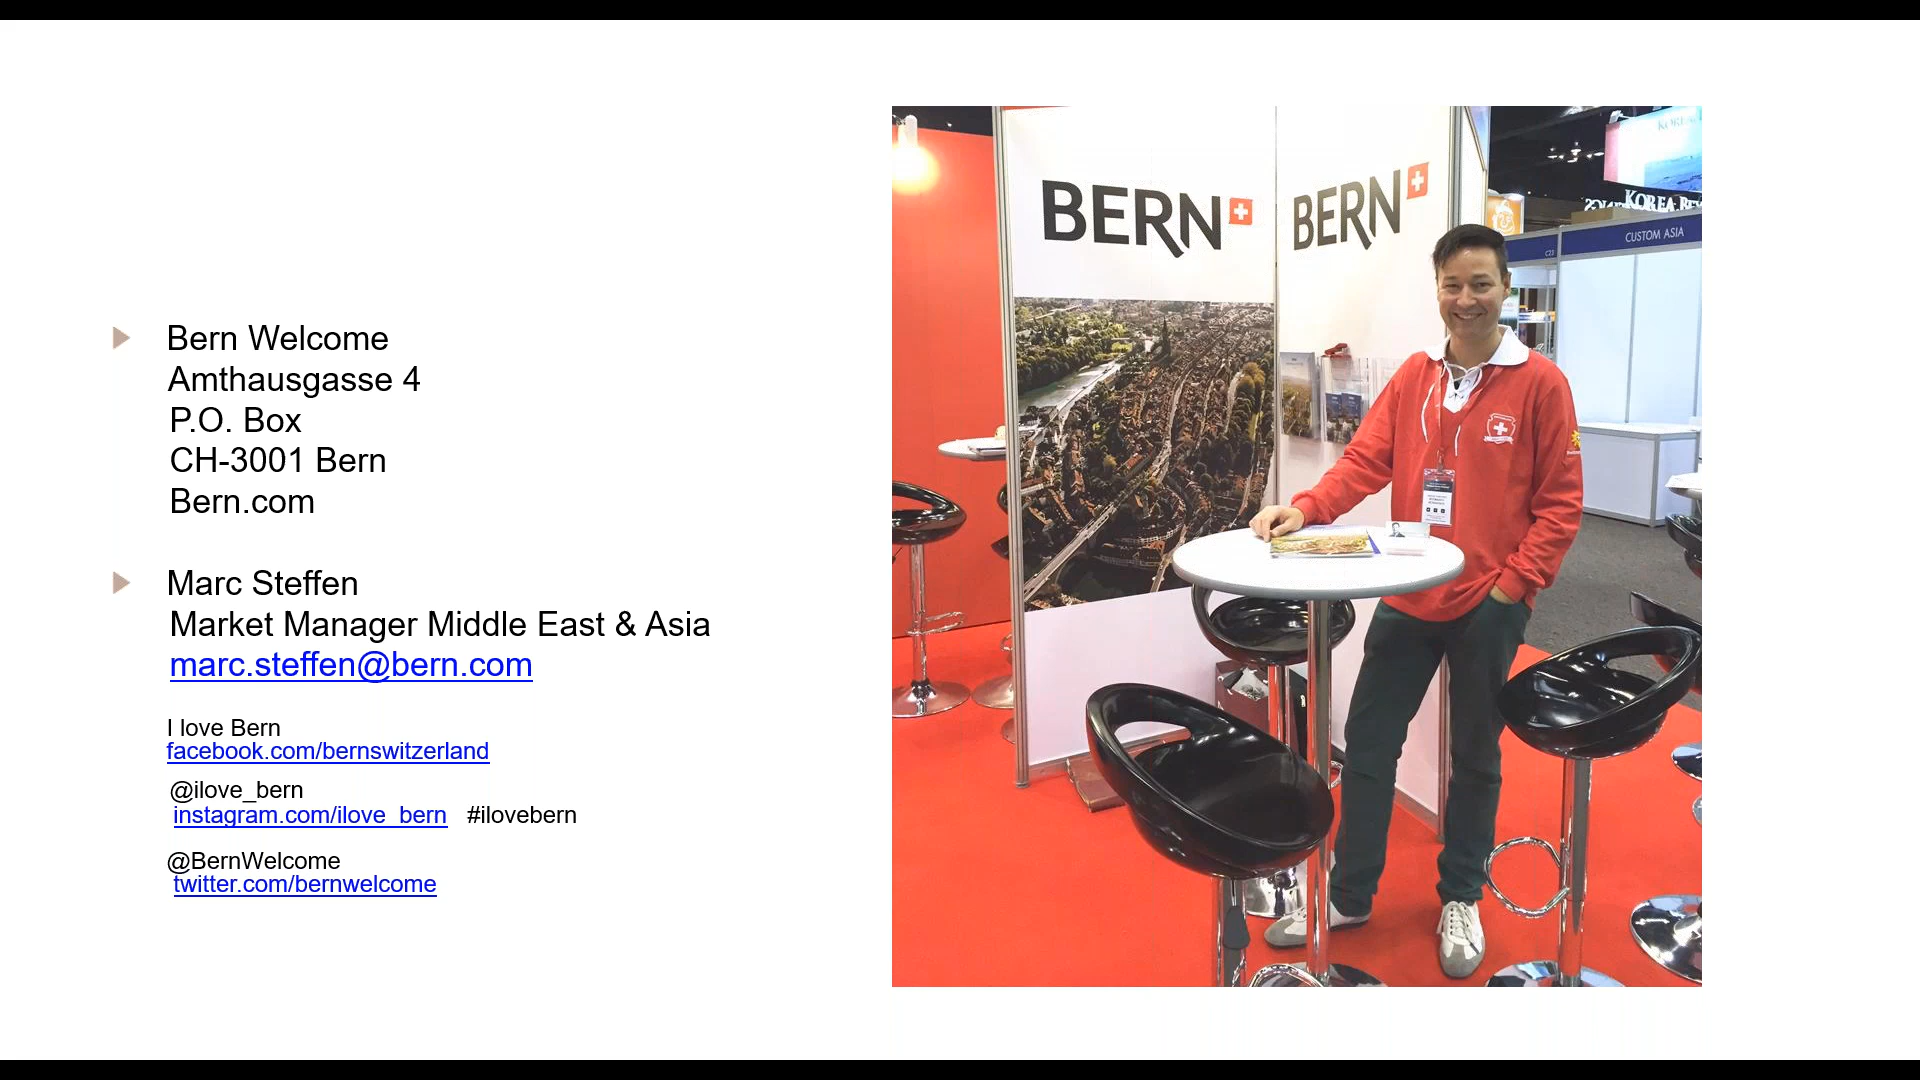 Bern Welcome
Amthausgasse 4
P.O. Box
CH-3001 Bern
Bern.com
Marc Steffen
Market Manager Middle East & Asia
marc.steffen@bern.com
I love Bern
facebook.com/bernswitzerland
@ilove_bern
instagram.com/ilove_bern #ilovebern
@BernWelcome
twitter.com/bernwelcome
BERN
BERN
KOREA
CUSTOM ASIA
C23